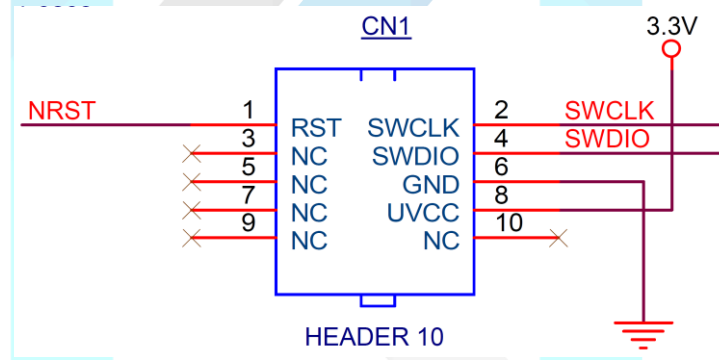 CN1
3.3V
NRST
1
RST
SWCLK
2
SWCLK
3
NC
SWDIO
4
SWDIO
5
NC
GND
6
7
NC
UVCC
8
9
NC
NC
10
HEADER 10